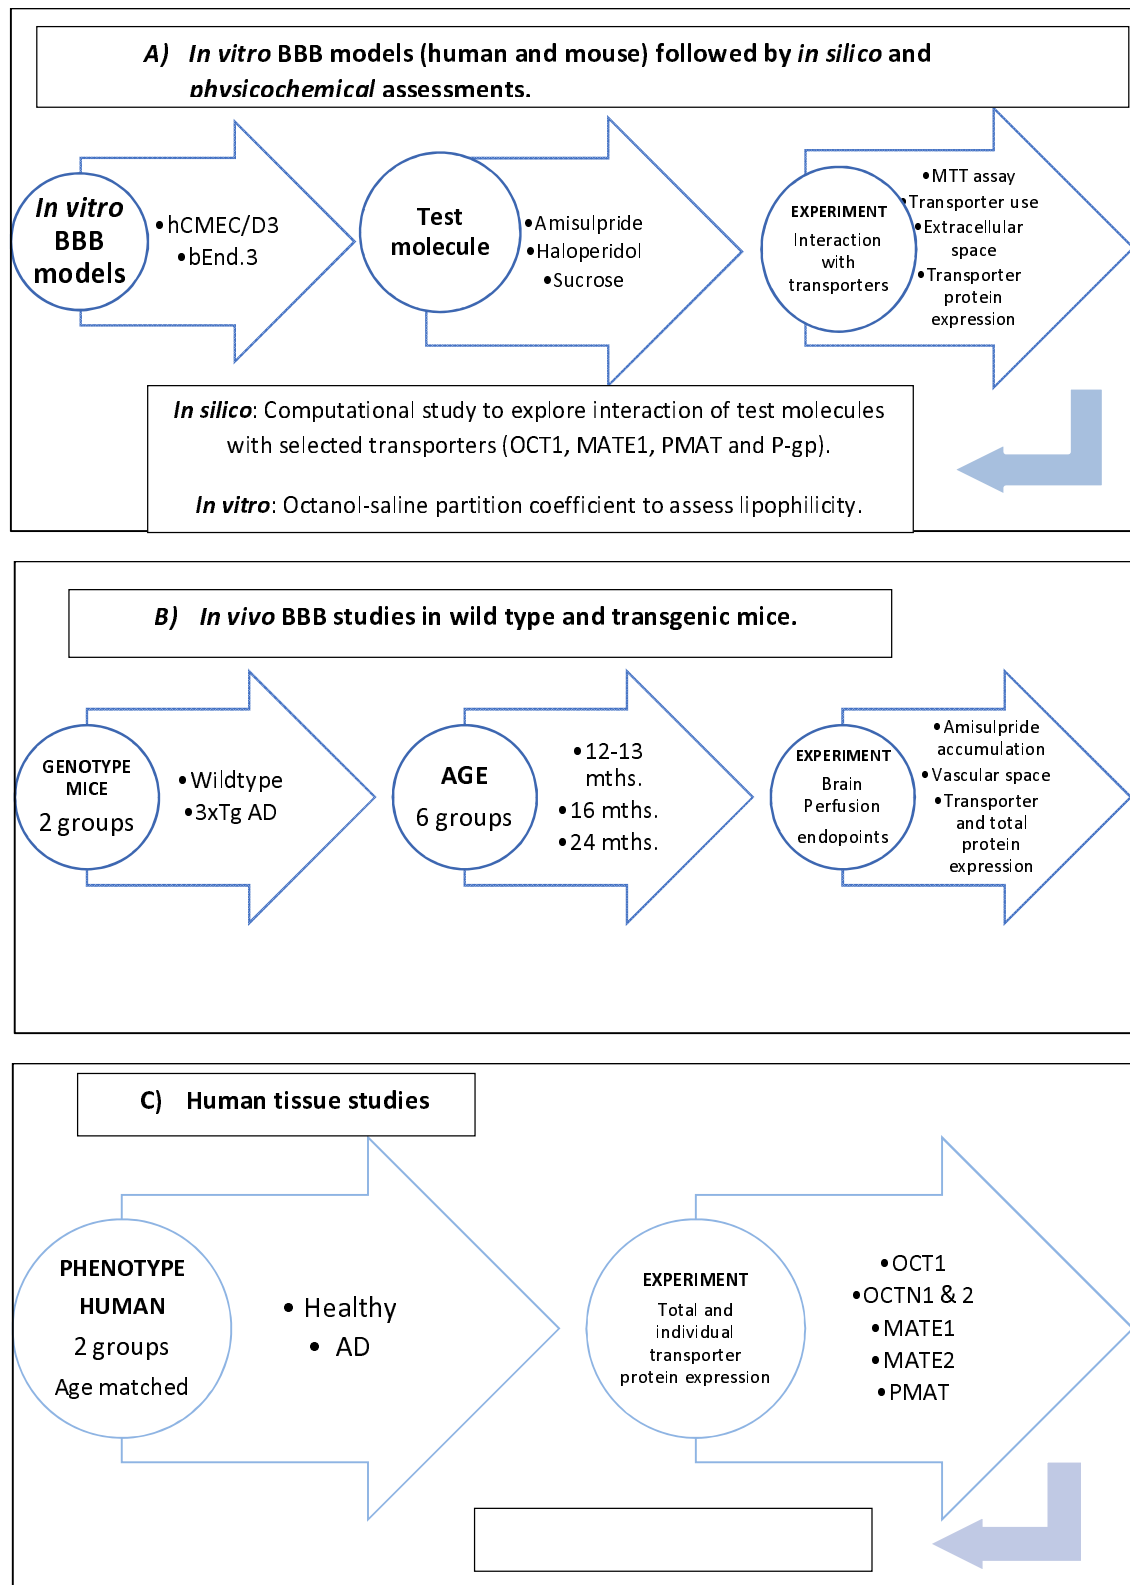 A) In vitro BBB models (human and mouse) followed by in silico and
physicochemical assessments.
In vitro
BBB
models
•hCMEC/D3
•bEnd.3
Test
molecule
•Amisulpride
•Haloperidol
•Sucrose
EXPERIMENT
Interaction
with
transporters
•MTT assay
•Transporter use
•Extracellular
space
•Transporter
protein
expression
In silico: Computational study to explore interaction of test molecules
with selected transporters (OCT1, MATE1, PMAT and P-gp).
In vitro: Octanol-saline partition coefficient to assess lipophilicity.
B) In vivo BBB studies in wild type and transgenic mice.
GENOTYPE
MICE
2 groups
•Wildtype
•3xTg AD
AGE
6 groups
•12-13
mths.
•16 mths.
•24 mths.
EXPERIMENT
Brain
Perfusion
endopoints
•Amisulpride
accumulation
•Vascular space
•Transporter
and total
protein
expression
C) Human tissue studies
PHENOTYPE
HUMAN
2 groups
Age matched
• Healthy
• AD
EXPERIMENT
Total and
individual
transporter
protein expression
•OCT1
•OCTN1 & 2
•MATE1
•MATE2
•PMAT